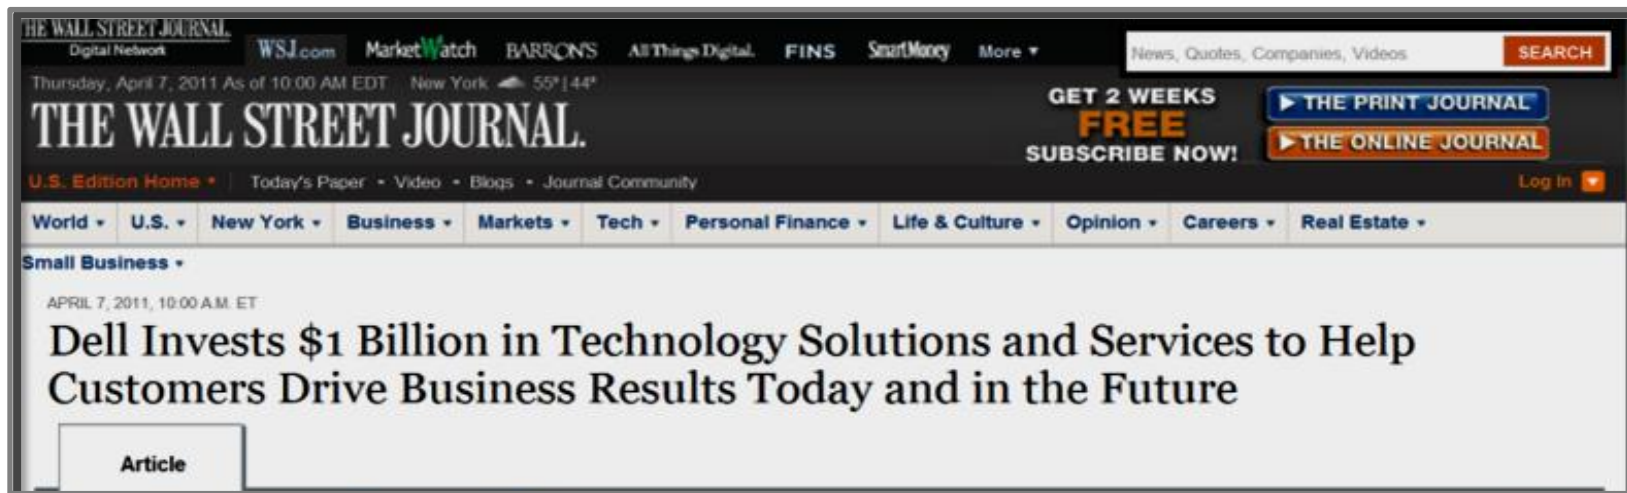 THE WALL STREET JOURNAL.
Digital Network
WSJ.com MarketWatch BARRON'S All Things Digital. FINS SmartMoney More
News, Quotes, Companies, Videos SEARCH
Thursday, April 7, 2011 As of 10:00 AM EDT New York 55° | 44°
THE WALL STREET JOURNAL.
GET 2 WEEKS
FREE
SUBSCRIBE NOW!
THE PRINT JOURNAL
THE ONLINE JOURNAL
U.S. Edition Home Today's Paper • Video • Blogs • Journal Community Log In
World U.S. New York Business Markets Tech Personal Finance Life & Culture Opinion Careers Real Estate
Small Business
APRIL 7, 2011, 10:00 A.M. ET
Dell Invests $1 Billion in Technology Solutions and Services to Help
Customers Drive Business Results Today and in the Future
Article